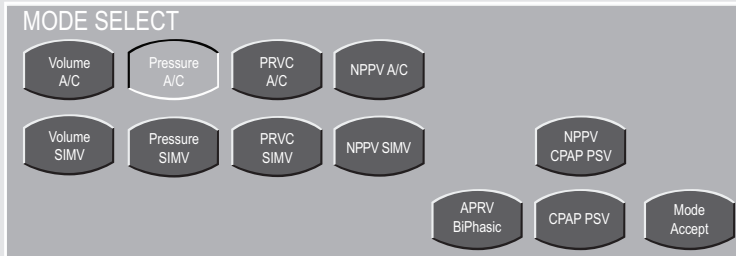 MODE SELECT
Volume
A/C
Pressure
A/C
PRVC
A/C
NPPV A/C
Volume
SIMV
Pressure
SIMV
PRVC
SIMV
NPPV SIMV
NPPV
CPAP PSV
APRV
BiPhasic
CPAP PSV
Mode
Accept